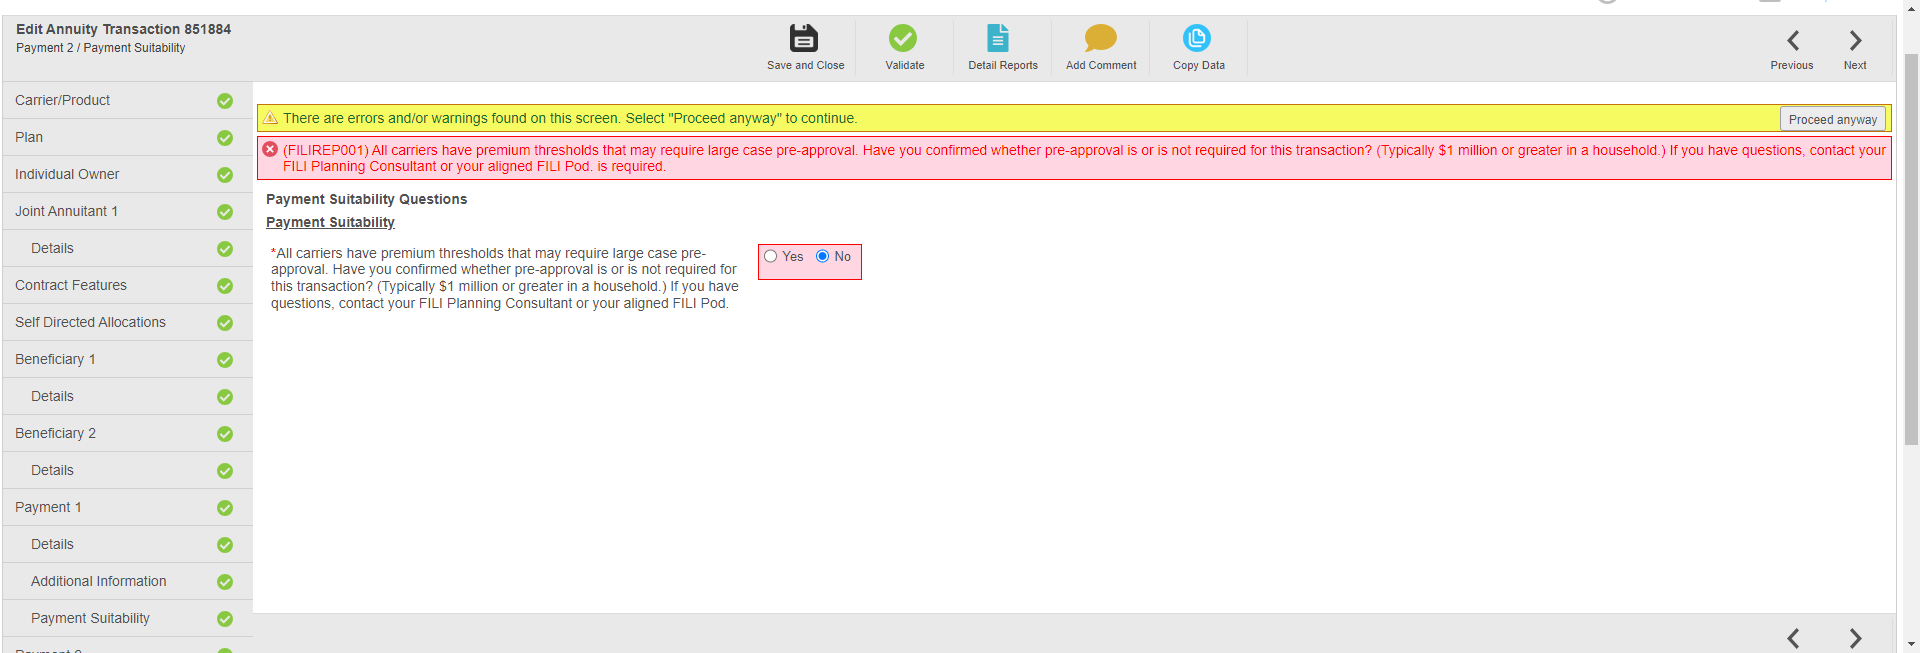 Edit Annuity Transaction 851884
Payment 2 / Payment Suitability
Save and Close
Validate
Detail Reports
Add Comment
Copy Data
Previous
Next
Carrier/Product
Plan
Individual Owner
Joint Annuitant 1
Details
Contract Features
Self Directed Allocations
Beneficiary 1
Details
Beneficiary 2
Details
Payment 1
Details
Additional Information
Payment Suitability
There are errors and/or warnings found on this screen. Select "Proceed anyway" to continue.
Proceed anyway
(FILIREP001) All carriers have premium thresholds that may require large case pre-approval. Have you confirmed whether pre-approval is or is not required for this transaction? (Typically $1 million or greater in a household.) If you have questions, contact your
FILI Planning Consultant or your aligned FILI Pod. is required.
Payment Suitability Questions
Payment Suitability
*All carriers have premium thresholds that may require large case pre-
approval. Have you confirmed whether pre-approval is or is not required for
this transaction? (Typically $1 million or greater in a household.) If you have
questions, contact your FILI Planning Consultant or your aligned FILI Pod.
Yes
No